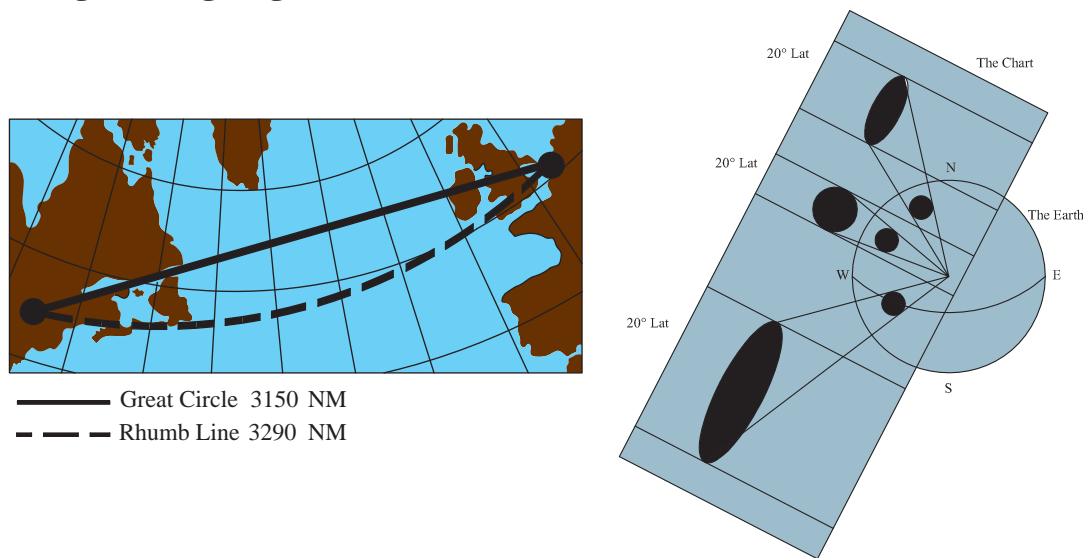 Great Circle 3150 NM
Rhumb Line 3290 NM
20° Lat
The Chart
20° Lat
N
The Earth
W
E
20° Lat
S